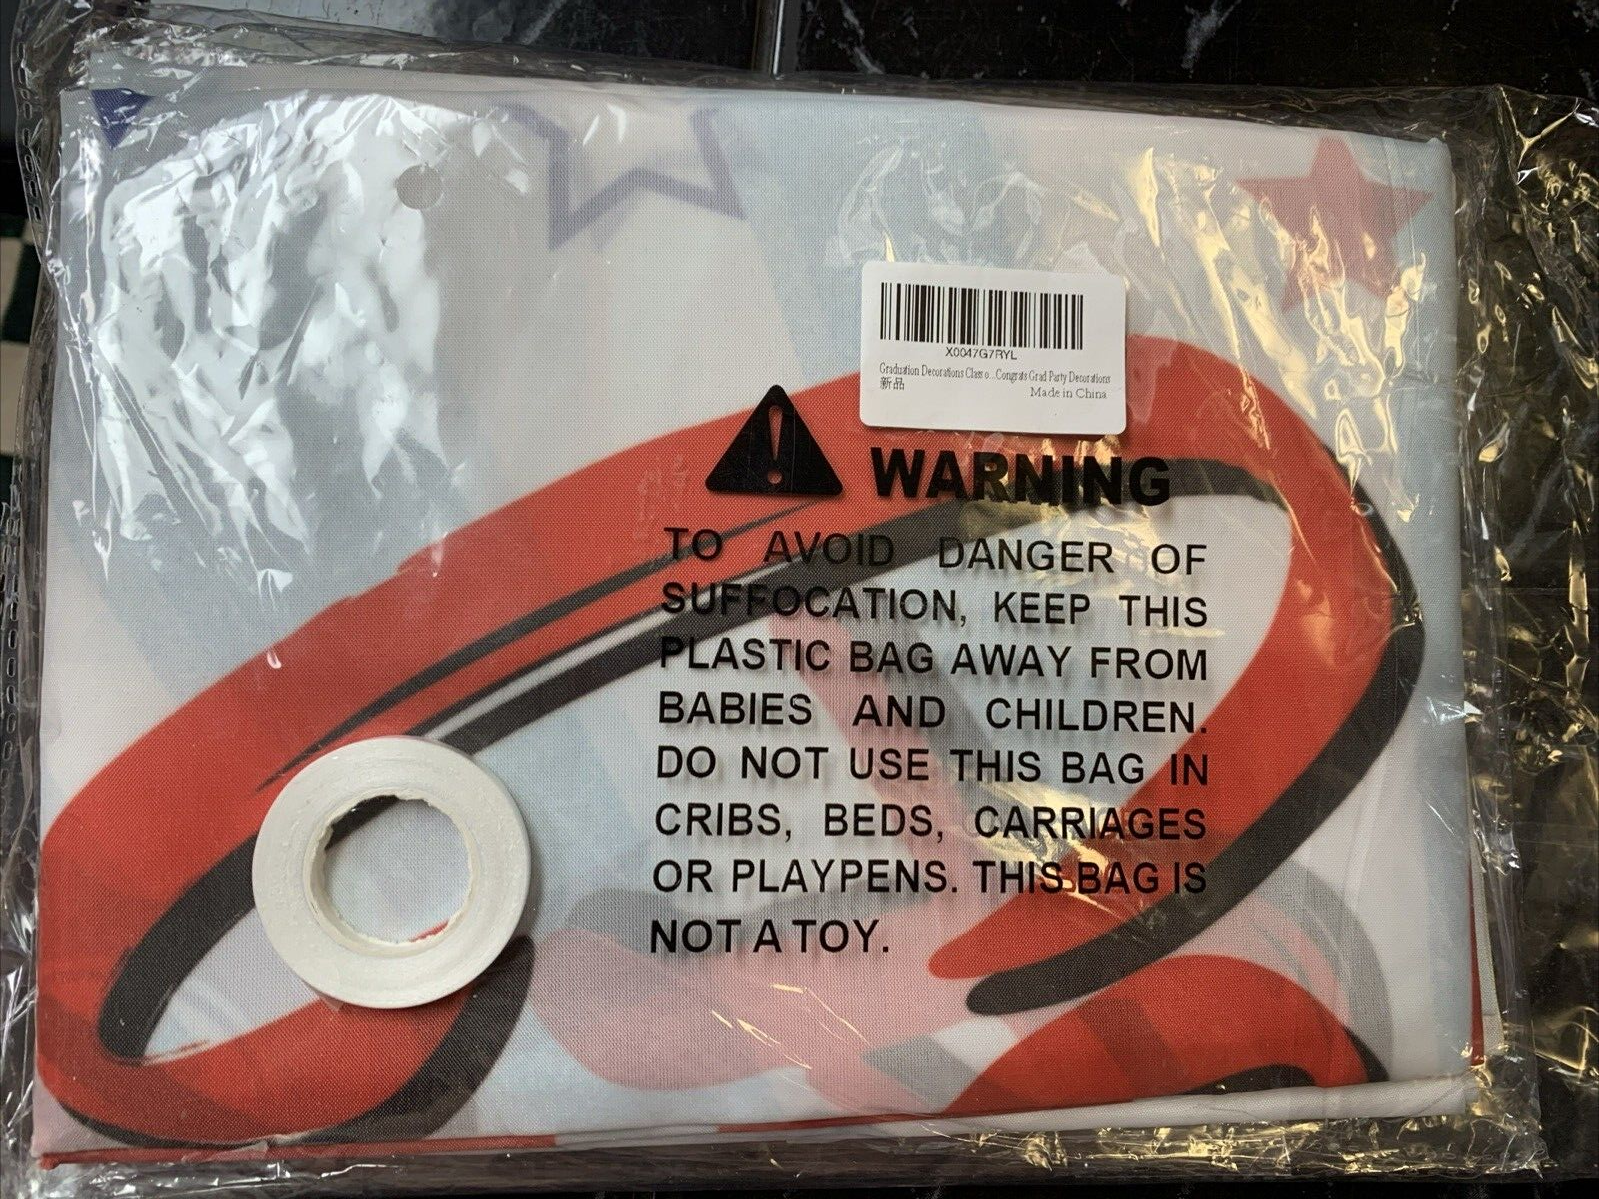 X0047G7RYL
Graduation Decorations Class o...Congrats Grad Party Decorations
新品
Made in China
WARNING
TO AVOID DANGER OF
SUFFOCATION, KEEP THIS
PLASTIC BAG AWAY FROM
BABIES AND CHILDREN.
DO NOT USE THIS BAG IN
CRIBS, BEDS, CARRIAGES
OR PLAYPENS. THIS BAG IS
NOT A TOY.